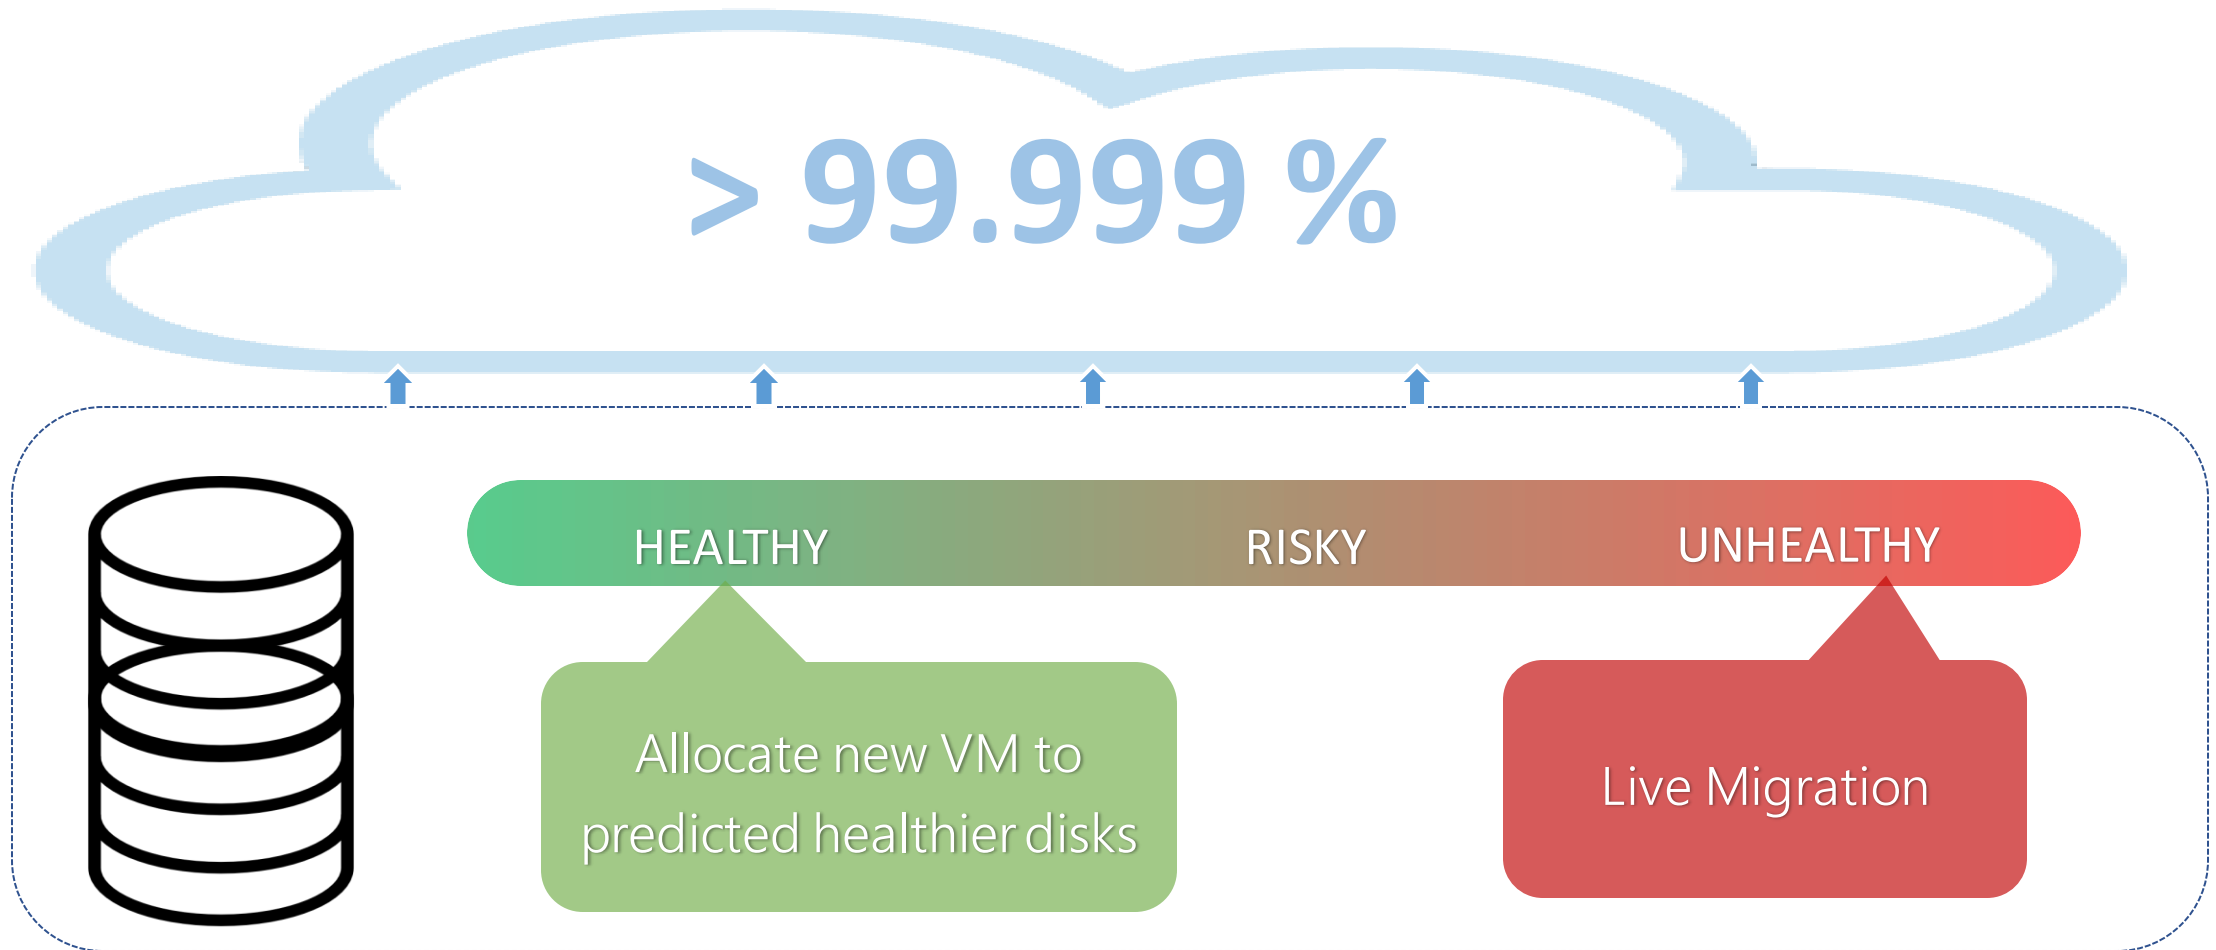 > 99.999 %
HEALTHY
RISKY
UNHEALTHY
Allocate new VM to
predicted healthier disks
Live Migration